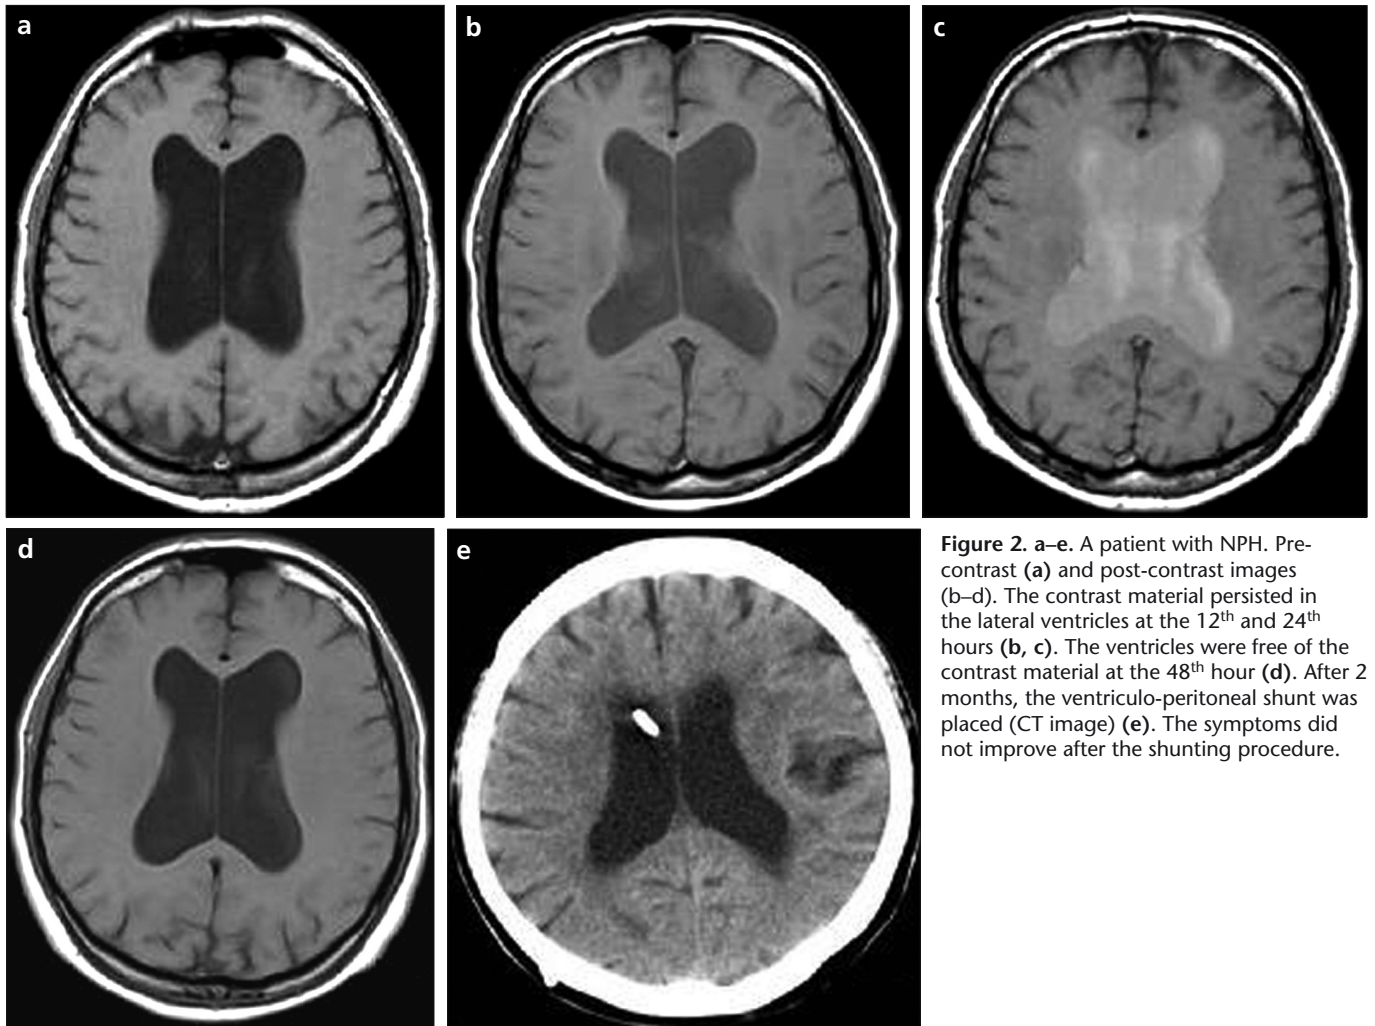 a
b
c
d
e
Figure 2. a–e. A patient with NPH. Pre-
contrast (a) and post-contrast images
(b–d). The contrast material persisted in
the lateral ventricles at the 12th and 24th
hours (b, c). The ventricles were free of the
contrast material at the 48th hour (d). After 2
months, the ventriculo-peritoneal shunt was
placed (CT image) (e). The symptoms did
not improve after the shunting procedure.